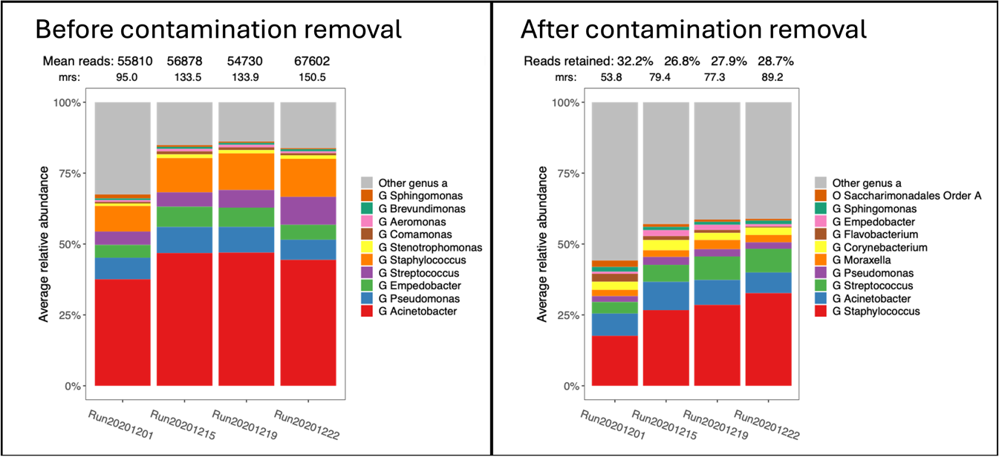 Before contamination removal
Mean reads: 55810 56878 54730 67602
mrs: 95.0 133.5 133.9 150.5
100%
75%
50%
25%
0%
Average relative abundance
Run20201201
Run20201215
Run20201219
Run20201222
Other genus a
G Sphingomonas
G Brevundimonas
G Aeromonas
G Comamonas
G Stenotrophomonas
G Staphylococcus
G Streptococcus
G Empedobacter
G Pseudomonas
G Acinetobacter
After contamination removal
Reads retained: 32.2% 26.8% 27.9% 28.7%
mrs: 53.8 79.4 77.3 89.2
100%
75%
50%
25%
0%
Average relative abundance
Run20201201
Run20201215
Run20201219
Run20201222
Other genus a
O Saccharimonadales Order A
G Sphingomonas
G Empedobacter
G Flavobacterium
G Corynebacterium
G Moraxella
G Pseudomonas
G Streptococcus
G Acinetobacter
G Staphylococcus